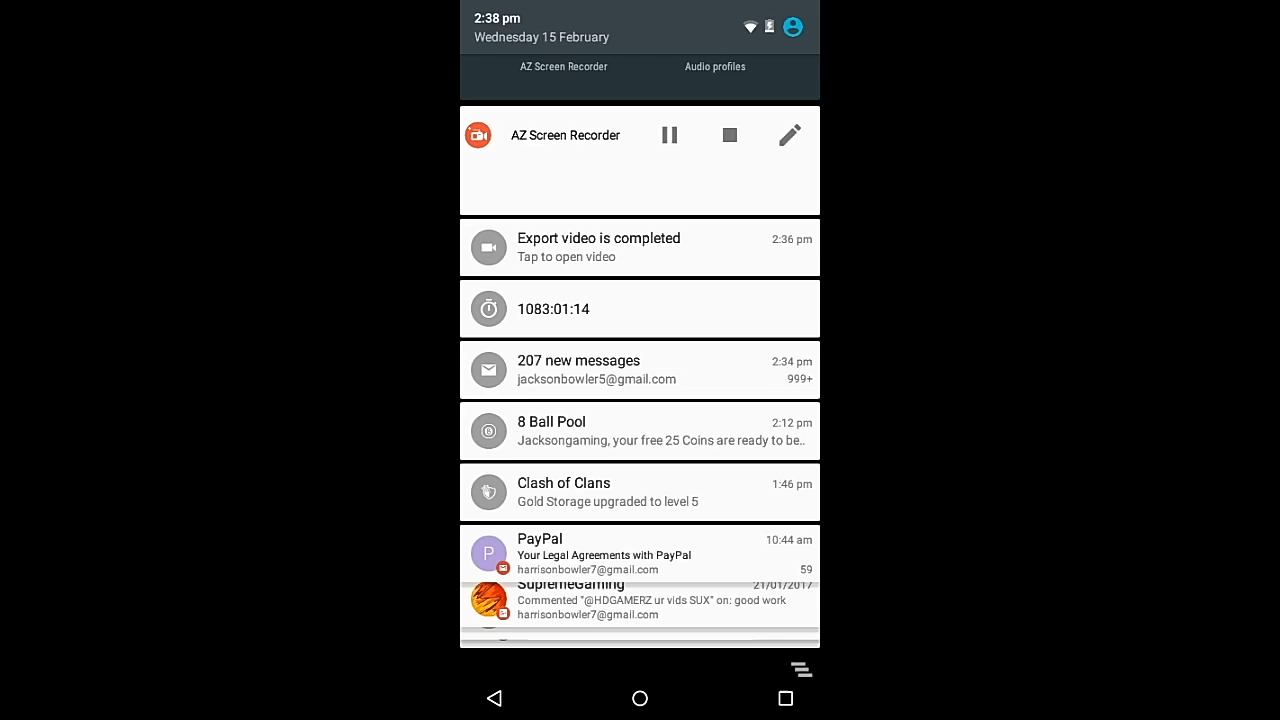 2:38 pm
Wednesday 15 February
AZ Screen Recorder
Audio profiles
AZ Screen Recorder
Export video is completed
2:36 pm
Tap to open video
1083:01:14
207 new messages
2:34 pm
jacksonbowler5@gmail.com
999+
8 Ball Pool
2:12 pm
Jacksongaming, your free 25 Coins are ready to be..
Clash of Clans
1:46 pm
Gold Storage upgraded to level 5
P
PayPal
10:44 am
Your Legal Agreements with PayPal
harrisonbowler7@gmail.com
59
SupremeGaming
21/01/2017
Commented "@HDGAMERZ ur vids SUX" on: good work
harrisonbowler7@gmail.com